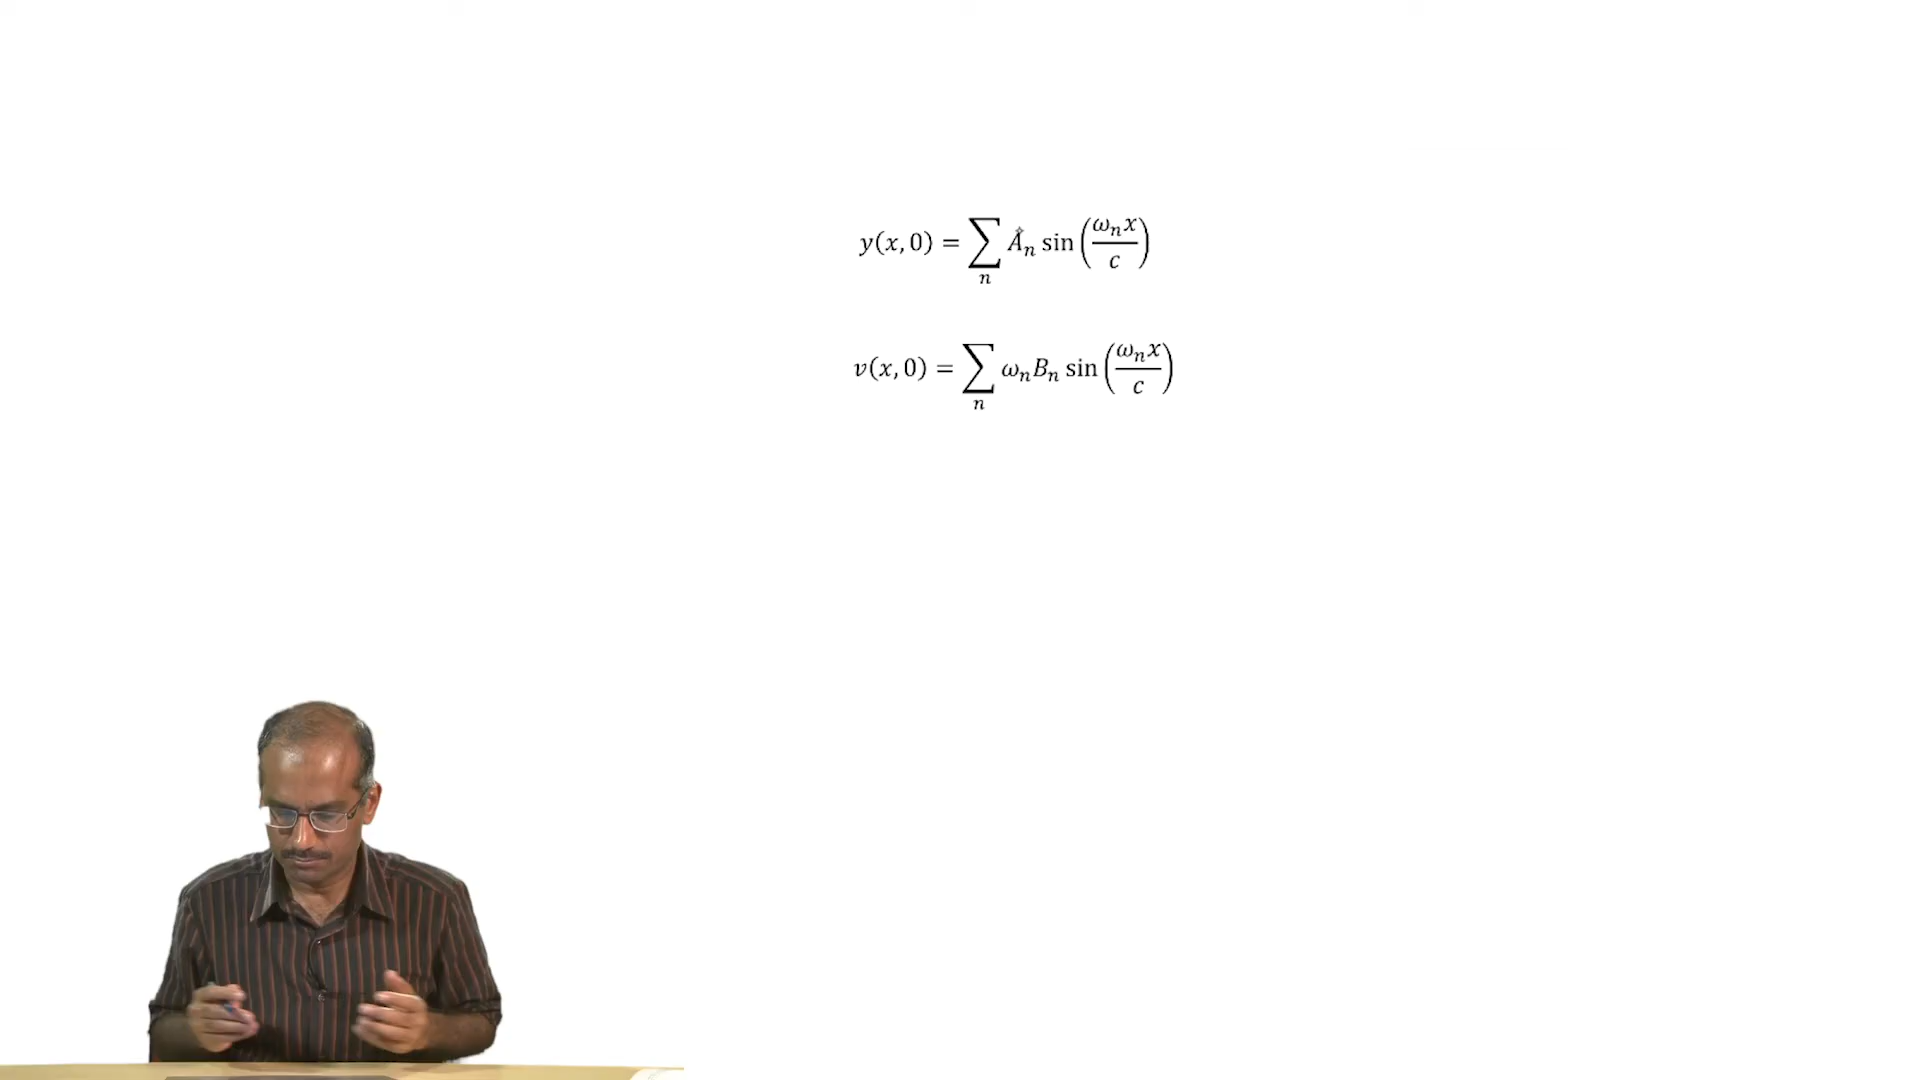 y(x, 0) = ∑_n A_n sin(ω_n x / c)
v(x, 0) = ∑_n ω_n B_n sin(ω_n x / c)